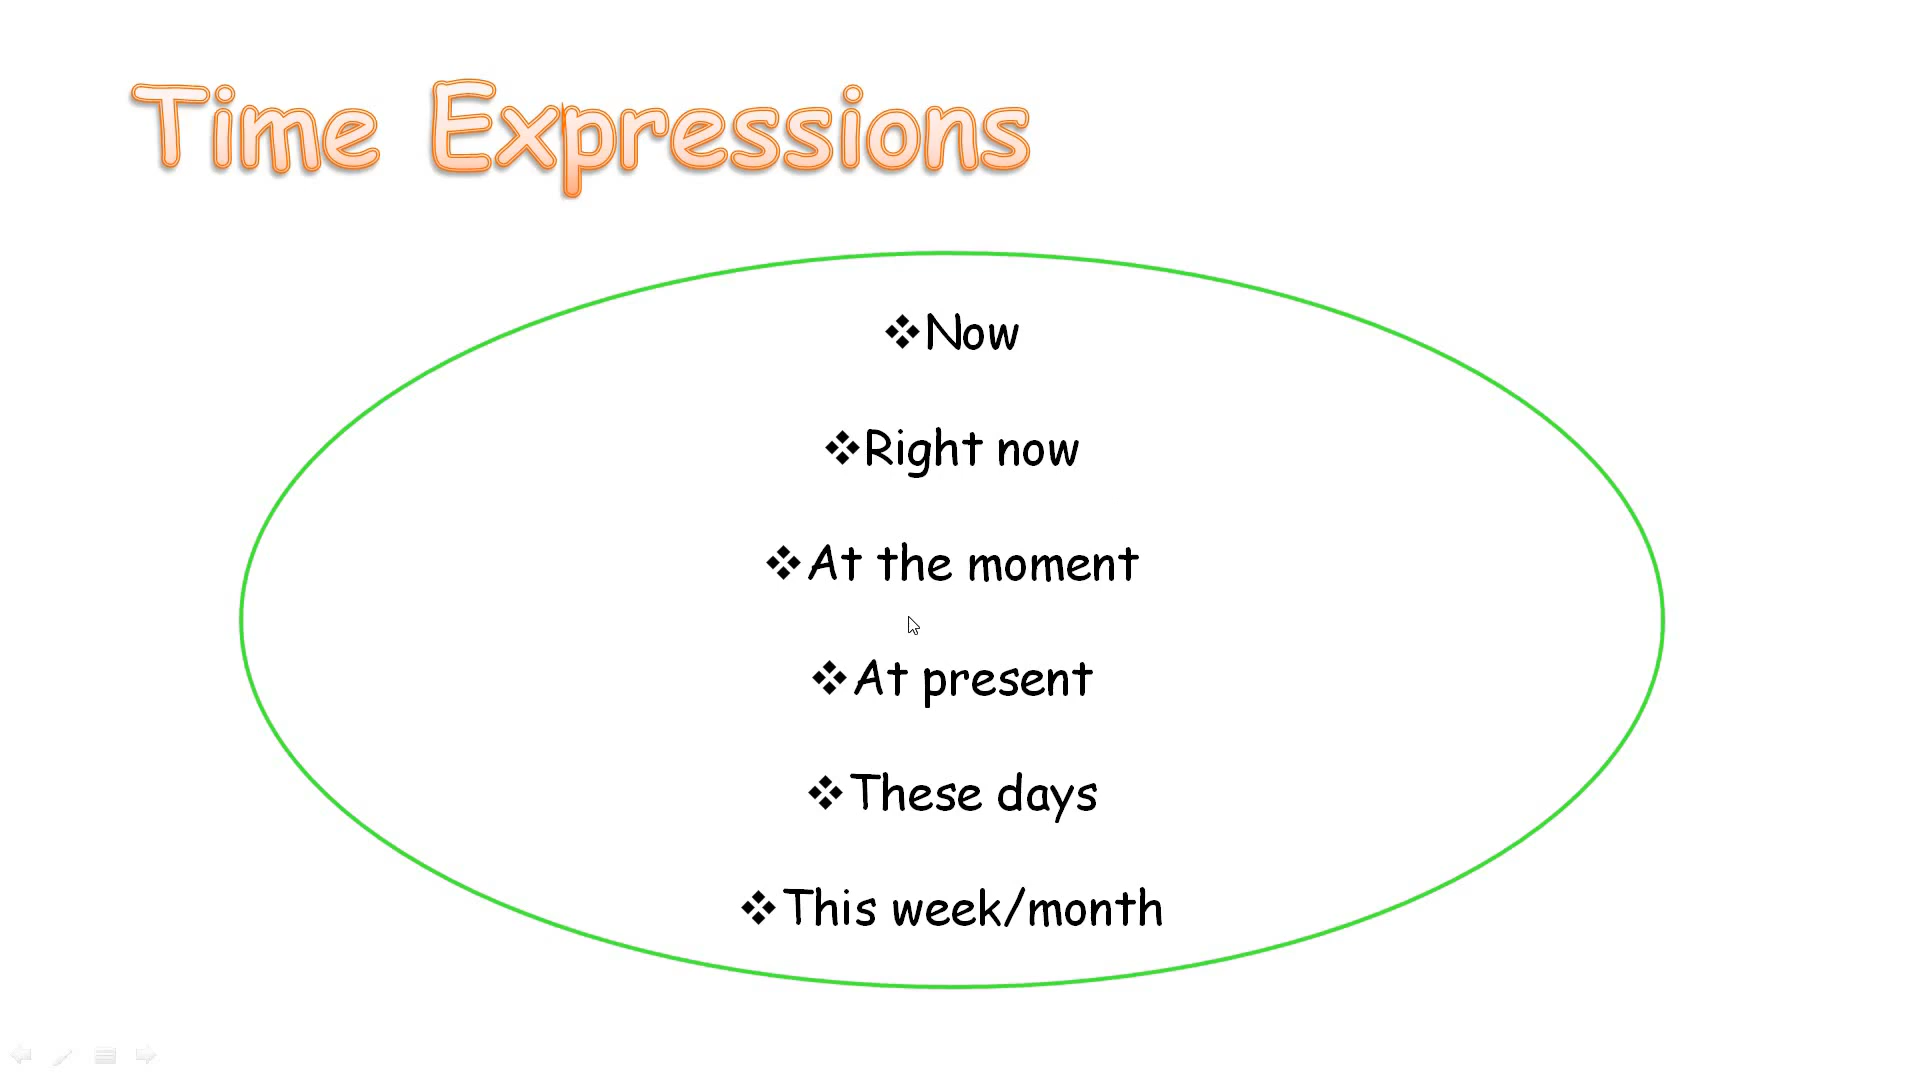 Time Expressions
❖Now
❖Right now
❖At the moment
❖At present
❖These days
❖This week/month